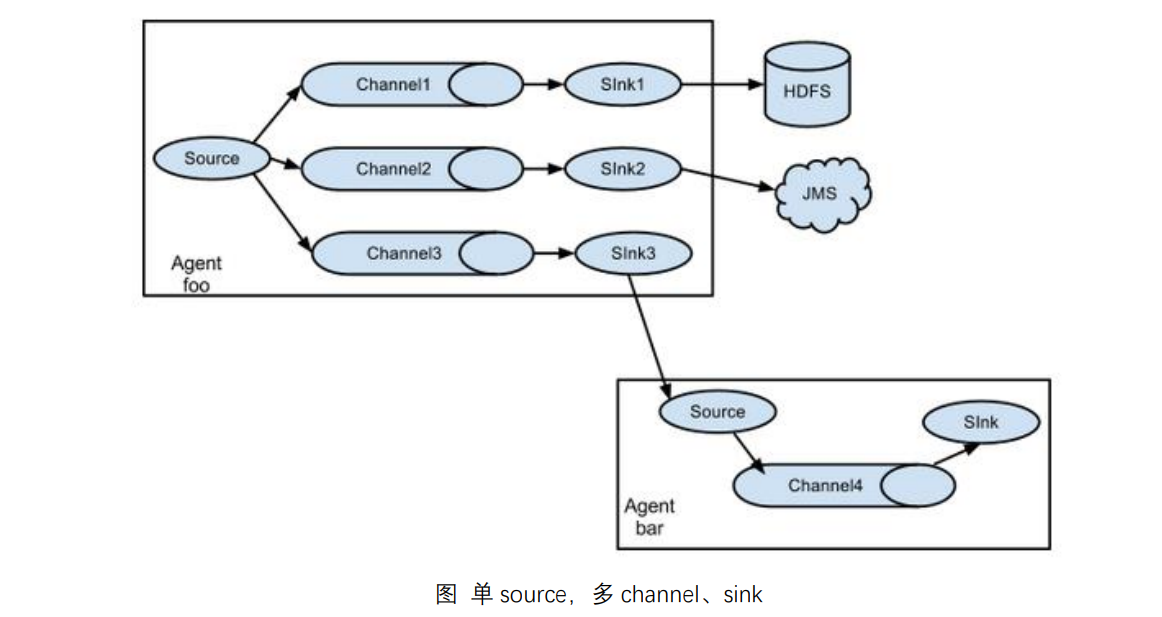 Channel1
SInk1
HDFS
Source
Channel2
SInk2
JMS
Channel3
SInk3
Agent
foo
Source
SInk
Channel4
Agent
bar
图 单 source，多 channel、sink